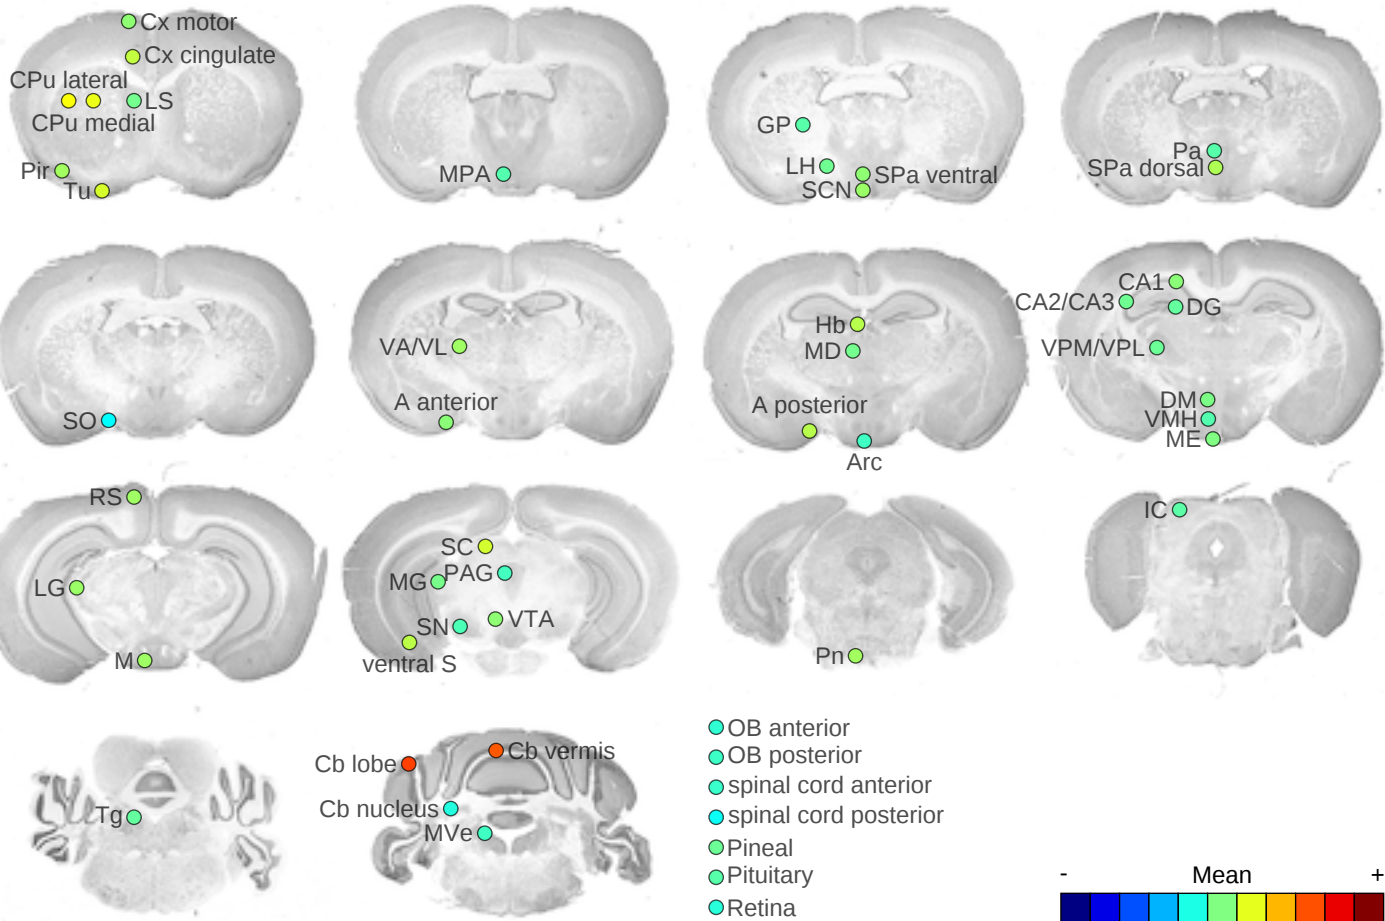 Cx motor
Cx cingulate
CPu lateral
LS
CPu medial
Pir
Tu
MPA
GP
LH
SPa ventral
SCN
Pa
SPa dorsal
SO
VA/VL
A anterior
Hb
MD
A posterior
Arc
CA1
CA2/CA3
DG
VPM/VPL
DM
VMH
ME
RS
LG
M
SC
PAG
MG
VTA
SN
ventral S
Pn
IC
Tg
Cb vermis
Cb lobe
Cb nucleus
MVe
OB anterior
OB posterior
spinal cord anterior
spinal cord posterior
Pineal
Pituitary
Retina
- Mean +